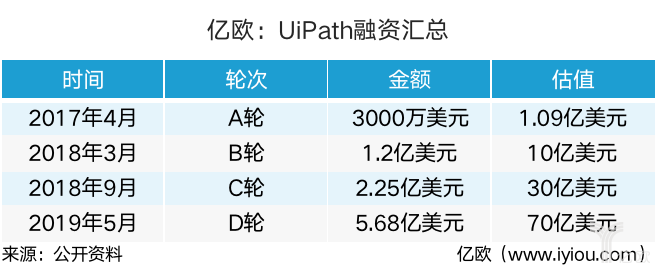 亿欧：UiPath融资汇总
时间 轮次 金额 估值
2017年4月 A轮 3000万美元 1.09亿美元
2018年3月 B轮 1.2亿美元 10亿美元
2018年9月 C轮 2.25亿美元 30亿美元
2019年5月 D轮 5.68亿美元 70亿美元
来源：公开资料 亿欧（www.iyiou.com）